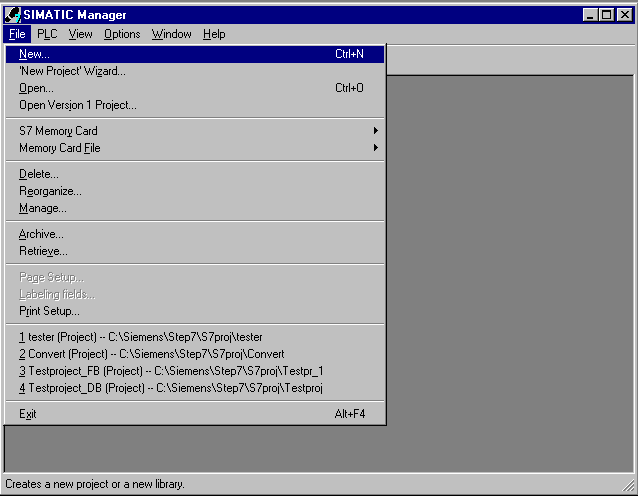 SIMATIC Manager
File PLC View Options Window Help
New... Ctrl+N
'New Project' Wizard...
Open... Ctrl+O
Open Version 1 Project...
S7 Memory Card
Memory Card File
Delete...
Reorganize...
Manage...
Archive...
Retrieve...
Page Setup...
Labeling fields...
Print Setup...
1 tester (Project) -- C:\Siemens\Step7\S7proj\tester
2 Convert (Project) -- C:\Siemens\Step7\S7proj\Convert
3 Testproject_FB (Project) -- C:\Siemens\Step7\S7proj\Testpr_1
4 Testproject_DB (Project) -- C:\Siemens\Step7\S7proj\Testproj
Exit Alt+F4
Creates a new project or a new library.